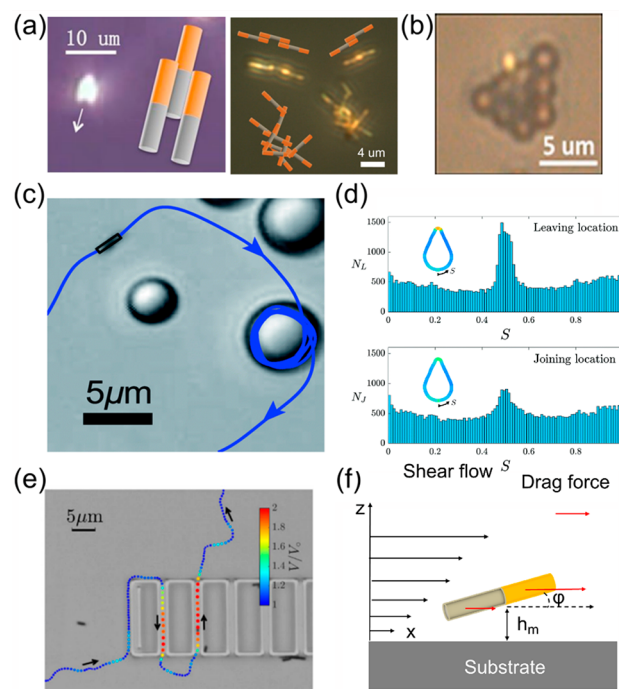 (a)
10 um
4 um
(b)
5 um
(c)
5µm
(d)
1500
1000
N_L
500
0
0 0.2 0.4 0.6 0.8 1
S
Leaving location
S
1500
1000
N_J
500
0
0 0.2 0.4 0.6 0.8 1
S
Joining location
S
Shear flow
Drag force
(e)
5µm
2
1.8
1.6
1.4
1.2
1
V/V₀
(f)
z
φ
h_m
x
Substrate